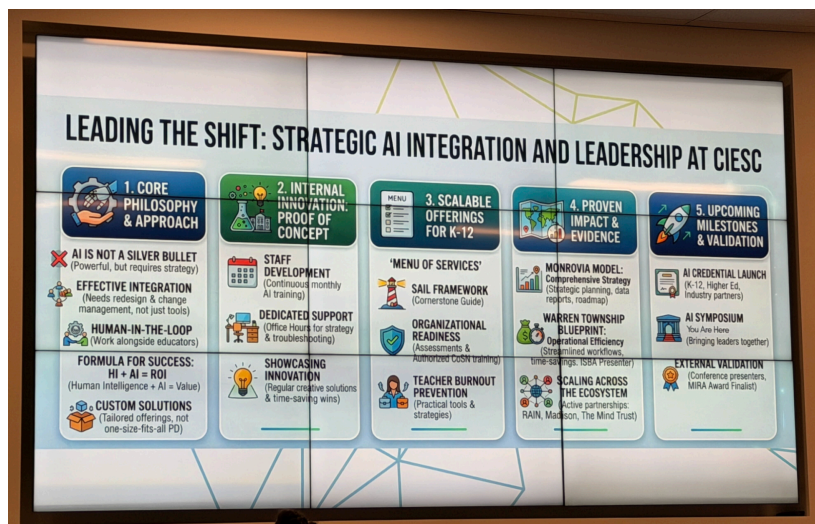 LEADING THE SHIFT: STRATEGIC AI INTEGRATION AND LEADERSHIP AT CIESC
1. CORE
PHILOSOPHY
& APPROACH
AI IS NOT A SILVER BULLET
(Powerful, but requires strategy)
EFFECTIVE INTEGRATION
(Needs redesign & change
management, not just tools)
HUMAN-IN-THE-LOOP
(Work alongside educators)
FORMULA FOR SUCCESS:
HI + AI = ROI
(Human Intelligence + AI = Value)
CUSTOM SOLUTIONS
(Tailored offerings, not
one-size-fits-all PD)
2. INTERNAL
INNOVATION:
PROOF OF
CONCEPT
STAFF
DEVELOPMENT
(Continuous monthly
AI training)
DEDICATED SUPPORT
(Office Hours for strategy
& troubleshooting)
SHOWCASING
INNOVATION
(Regular creative solutions
& time-saving wins)
MENU
3. SCALABLE
OFFERINGS
FOR K-12
'MENU OF SERVICES'
SAIL FRAMEWORK
(Cornerstone Guide)
ORGANIZATIONAL
READINESS
(Assessments &
Authorized CoSN training)
TEACHER BURNOUT
PREVENTION
(Practical tools &
strategies)
4. PROVEN
IMPACT &
EVIDENCE
MONROVIA MODEL:
Comprehensive Strategy
(Strategic planning, data
reports, roadmap)
WARREN TOWNSHIP
BLUEPRINT:
Operational Efficiency
(Streamlined workflows,
time-savings. ISBA Presenter)
SCALING ACROSS
THE ECOSYSTEM
(Active partnerships:
RAIN, Madison, The Mind Trust)
5. UPCOMING
MILESTONES
& VALIDATION
AI CREDENTIAL LAUNCH
(K-12, Higher Ed,
Industry partners)
AI SYMPOSIUM
You Are Here
(Bringing leaders together)
EXTERNAL VALIDATION
(Conference presenters,
MIRA Award Finalist)